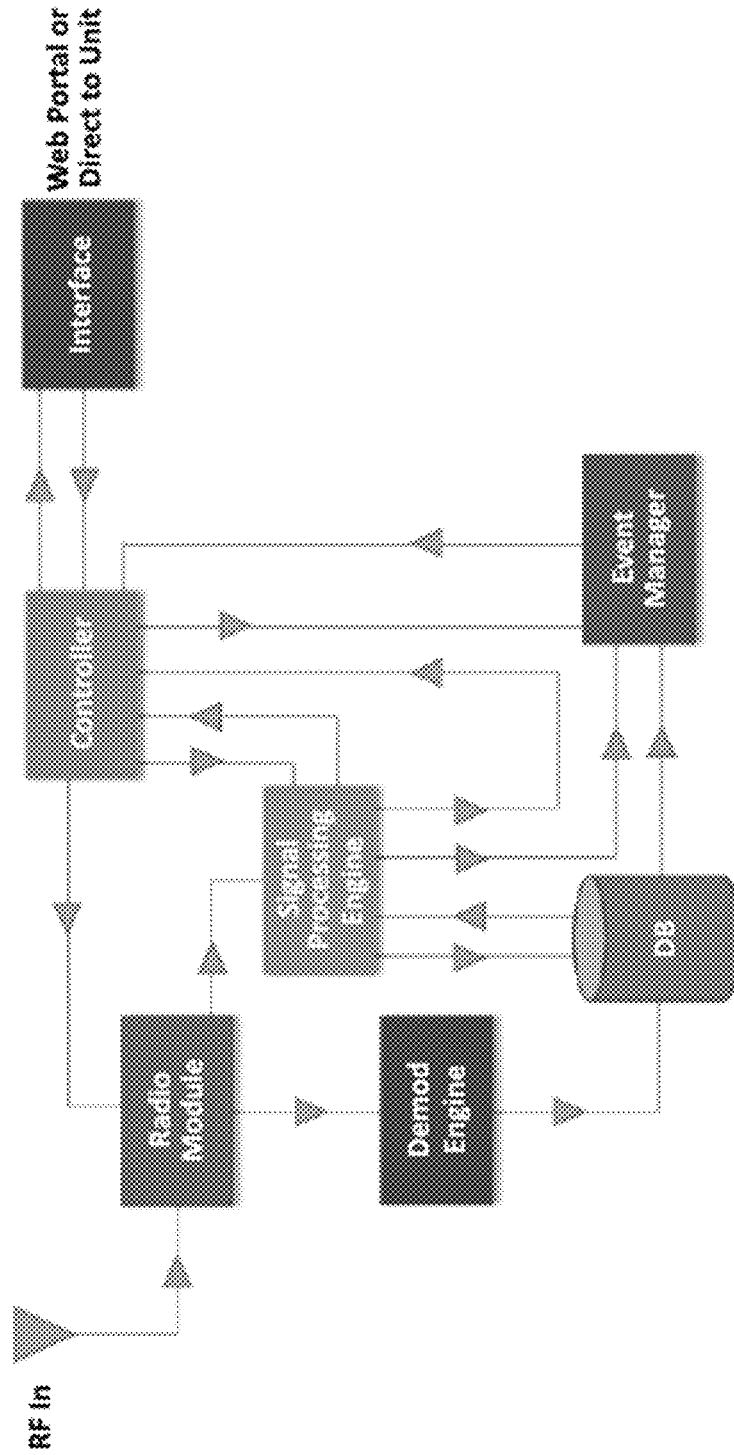 RF In
Radio
Module
Demod
Engine
Signal
Processing
Engine
DB
Controller
Event
Manager
Interface
Web Portal or
Direct to Unit